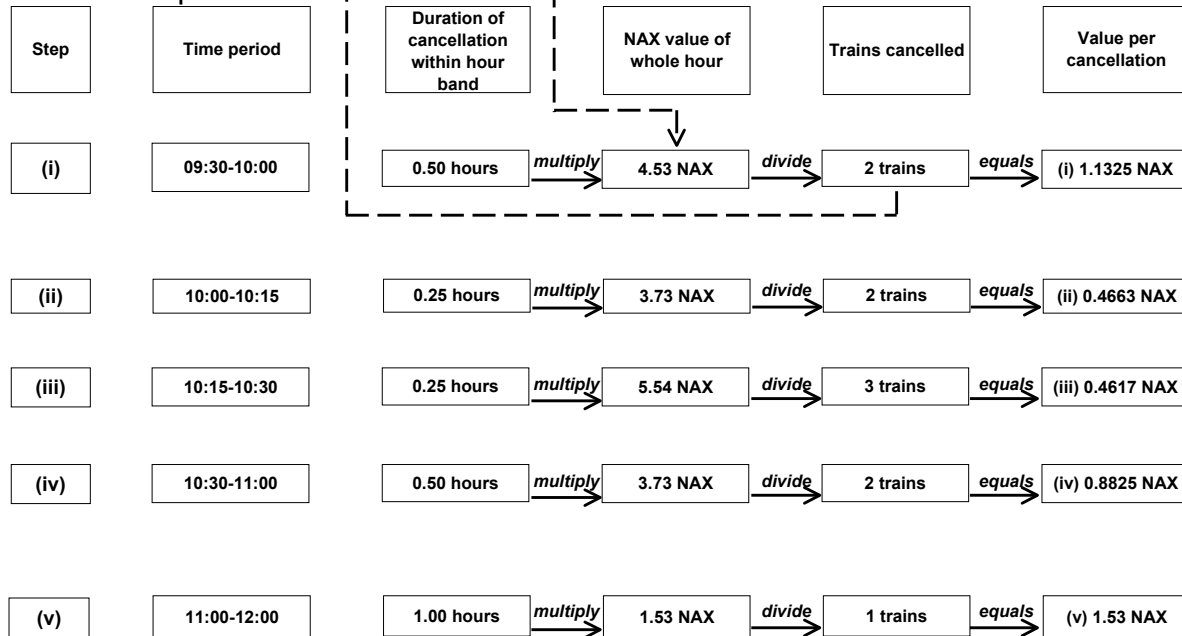 Step
Time period
Duration of
cancellation
within hour
band
NAX value of
whole hour
Trains cancelled
Value per
cancellation
(i)
09:30-10:00
0.50 hours
multiply
4.53 NAX
divide
2 trains
equals
(i) 1.1325 NAX
(ii)
10:00-10:15
0.25 hours
multiply
3.73 NAX
divide
2 trains
equals
(ii) 0.4663 NAX
(iii)
10:15-10:30
0.25 hours
multiply
5.54 NAX
divide
3 trains
equals
(iii) 0.4617 NAX
(iv)
10:30-11:00
0.50 hours
multiply
3.73 NAX
divide
2 trains
equals
(iv) 0.8825 NAX
(v)
11:00-12:00
1.00 hours
multiply
1.53 NAX
divide
1 trains
equals
(v) 1.53 NAX